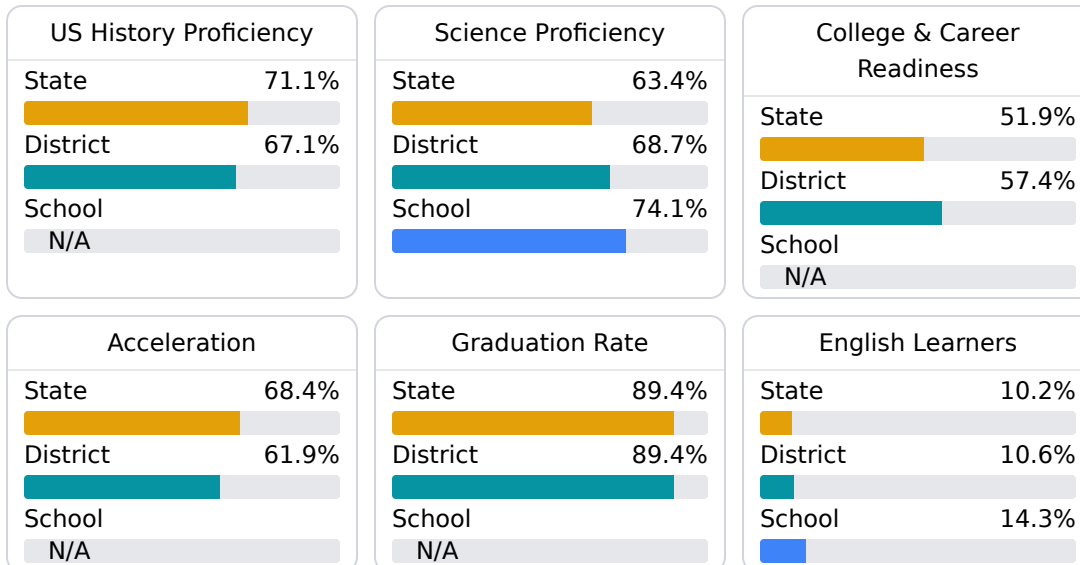 US History Proficiency
State 71.1%
District 67.1%
School
N/A
Science Proficiency
State 63.4%
District 68.7%
School 74.1%
College & Career
Readiness
State 51.9%
District 57.4%
School
N/A
Acceleration
State 68.4%
District 61.9%
School
N/A
Graduation Rate
State 89.4%
District 89.4%
School
N/A
English Learners
State 10.2%
District 10.6%
School 14.3%